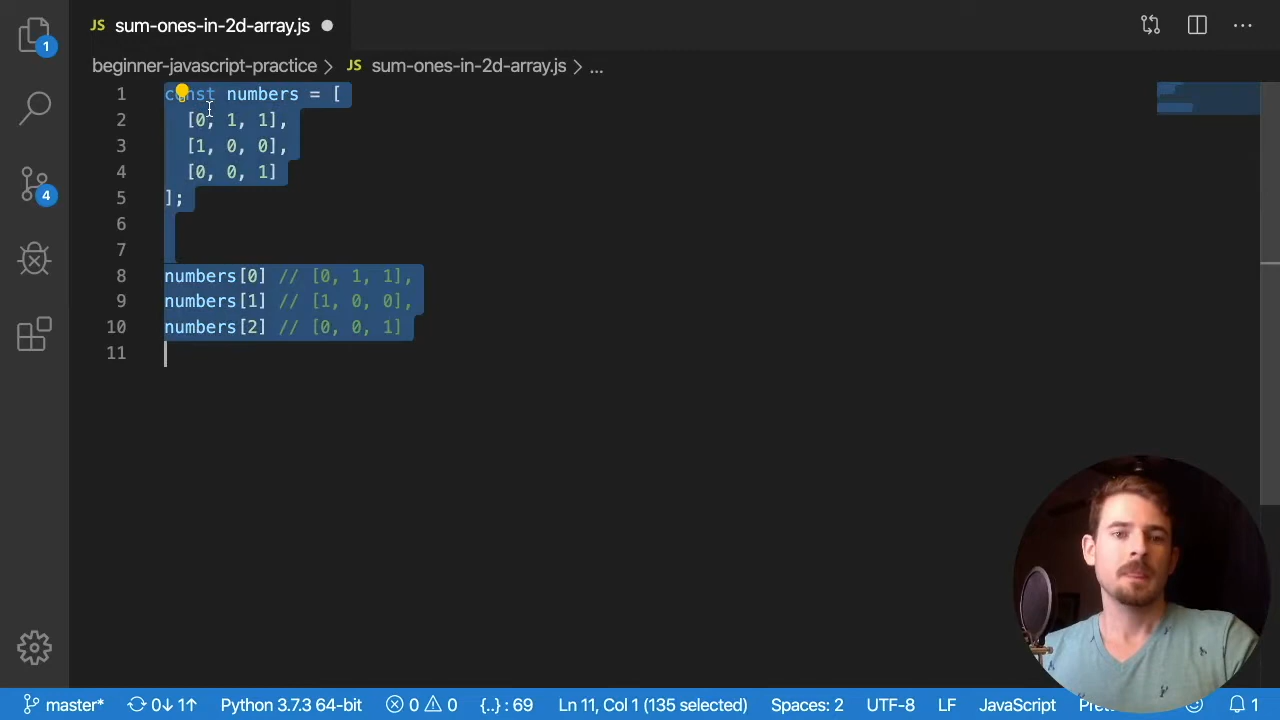 JS sum-ones-in-2d-array.js
beginner-javascript-practice > JS sum-ones-in-2d-array.js > ...
1 const numbers = [
2 [0, 1, 1],
3 [1, 0, 0],
4 [0, 0, 1]
5 ];
6
7
8 numbers[0] // [0, 1, 1],
9 numbers[1] // [1, 0, 0],
10 numbers[2] // [0, 0, 1]
11
1
4
master* 0↓ 1↑ Python 3.7.3 64-bit 0 0 {..} : 69 Ln 11, Col 1 (135 selected) Spaces: 2 UTF-8 LF JavaScript 1